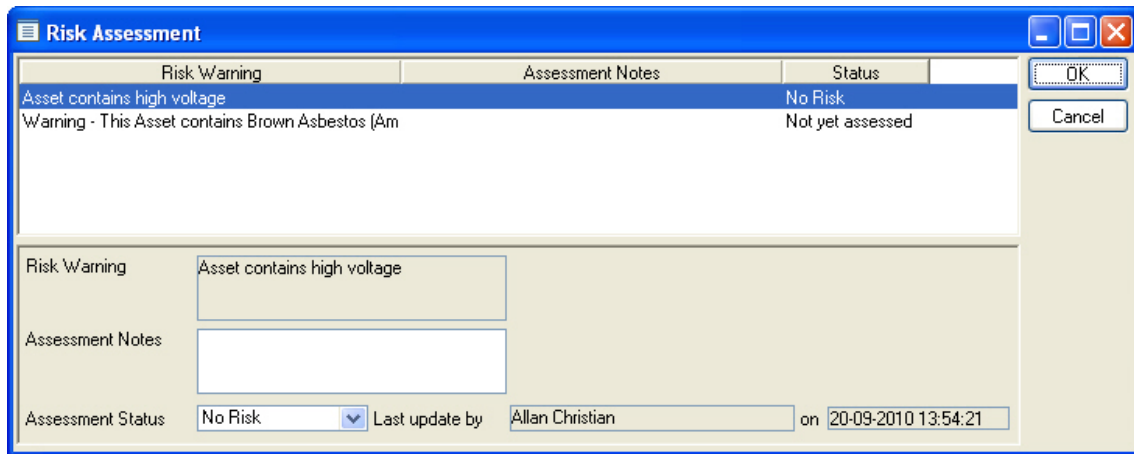 Risk Assessment
Risk Warning Assessment Notes Status
OK
Asset contains high voltage No Risk
Warning - This Asset contains Brown Asbestos (Am Not yet assessed
Cancel
Risk Warning Asset contains high voltage
Assessment Notes
Assessment Status No Risk Last update by Allan Christian on 20-09-2010 13:54:21